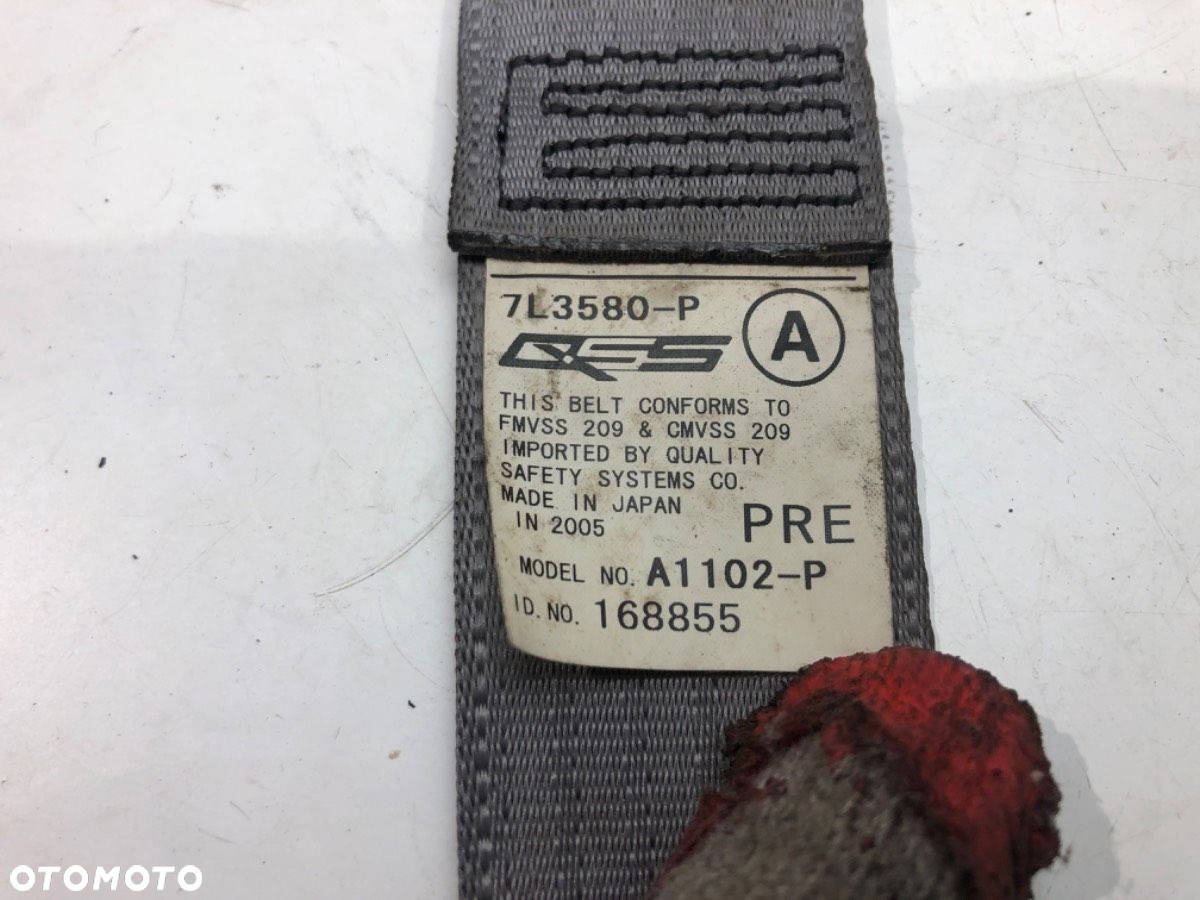 7L3580-P
QSS
A
THIS BELT CONFORMS TO
FMVSS 209 & CMVSS 209
IMPORTED BY QUALITY
SAFETY SYSTEMS CO.
MADE IN JAPAN
IN 2005
PRE
MODEL NO. A1102-P
ID. NO. 168855
OTOMOTO